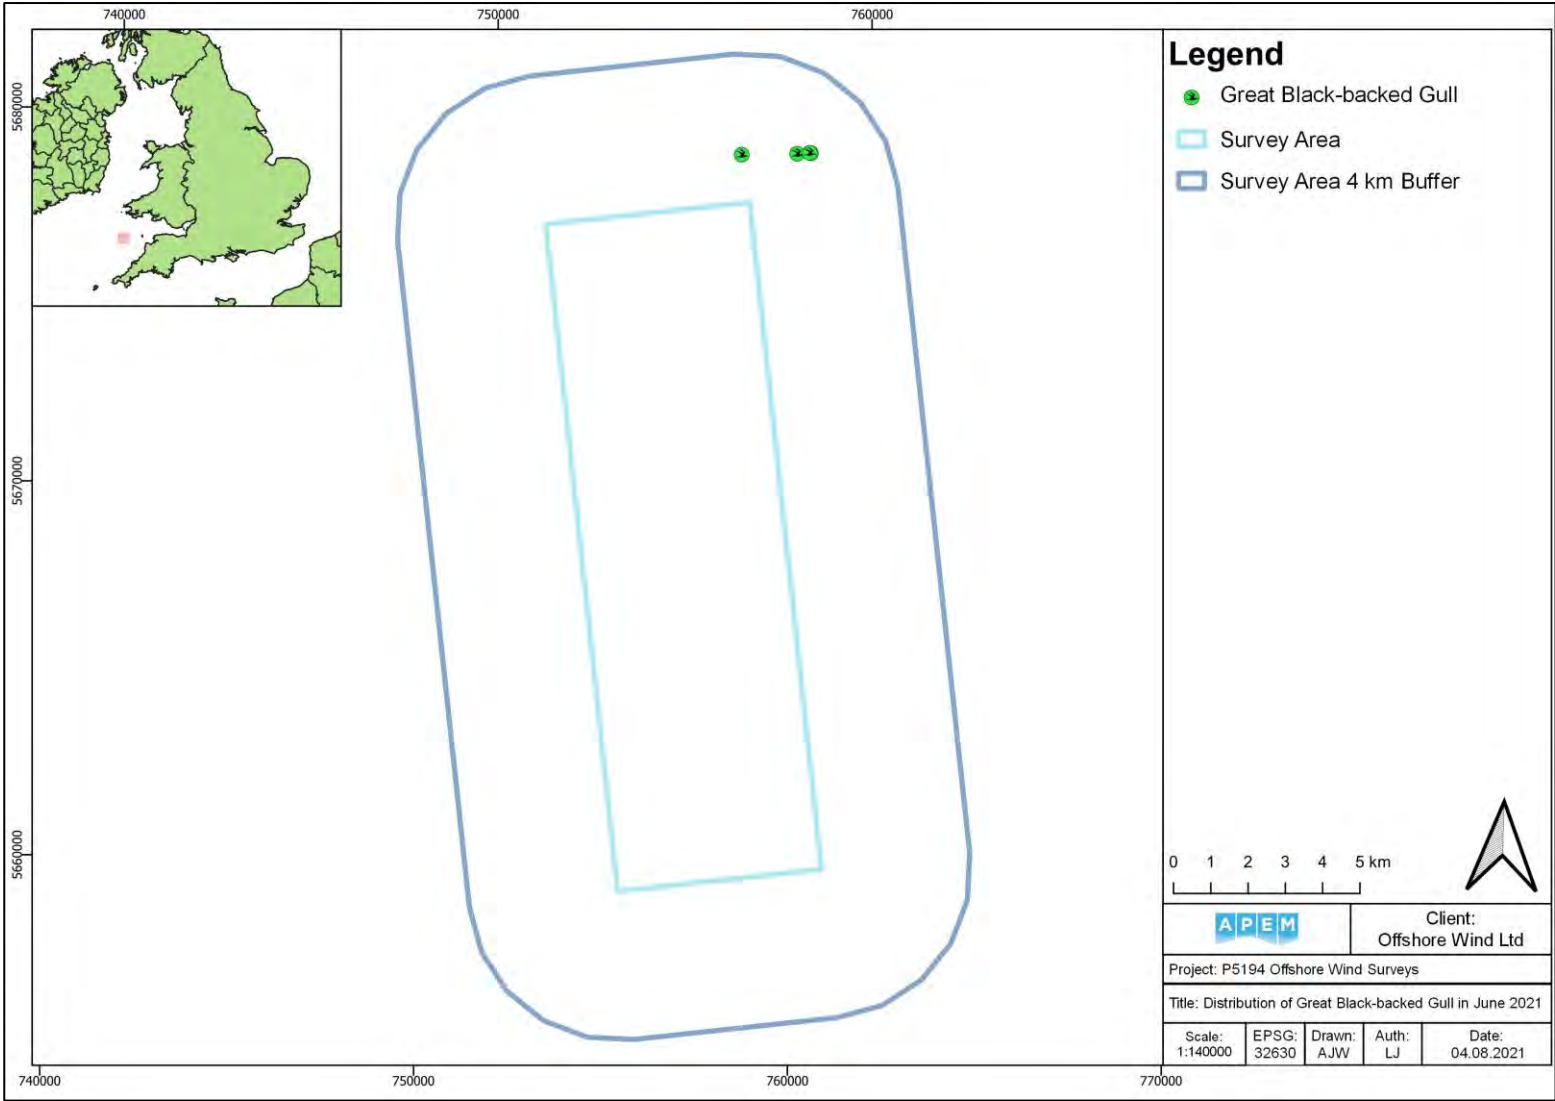 740000
750000
760000
5680000
5670000
5660000
Legend
Great Black-backed Gull
Survey Area
Survey Area 4 km Buffer
0 1 2 3 4 5 km
APEM
Client:
Offshore Wind Ltd
Project: P5194 Offshore Wind Surveys
Title: Distribution of Great Black-backed Gull in June 2021
Scale:
1:140000
EPSG:
32630
Drawn:
AJW
Auth:
LJ
Date:
04.08.2021
740000
750000
760000
770000